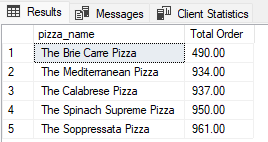 Results Messages Client Statistics
pizza_name Total Order
1 The Brie Carre Pizza 490.00
2 The Mediterranean Pizza 934.00
3 The Calabrese Pizza 937.00
4 The Spinach Supreme Pizza 950.00
5 The Soppressata Pizza 961.00